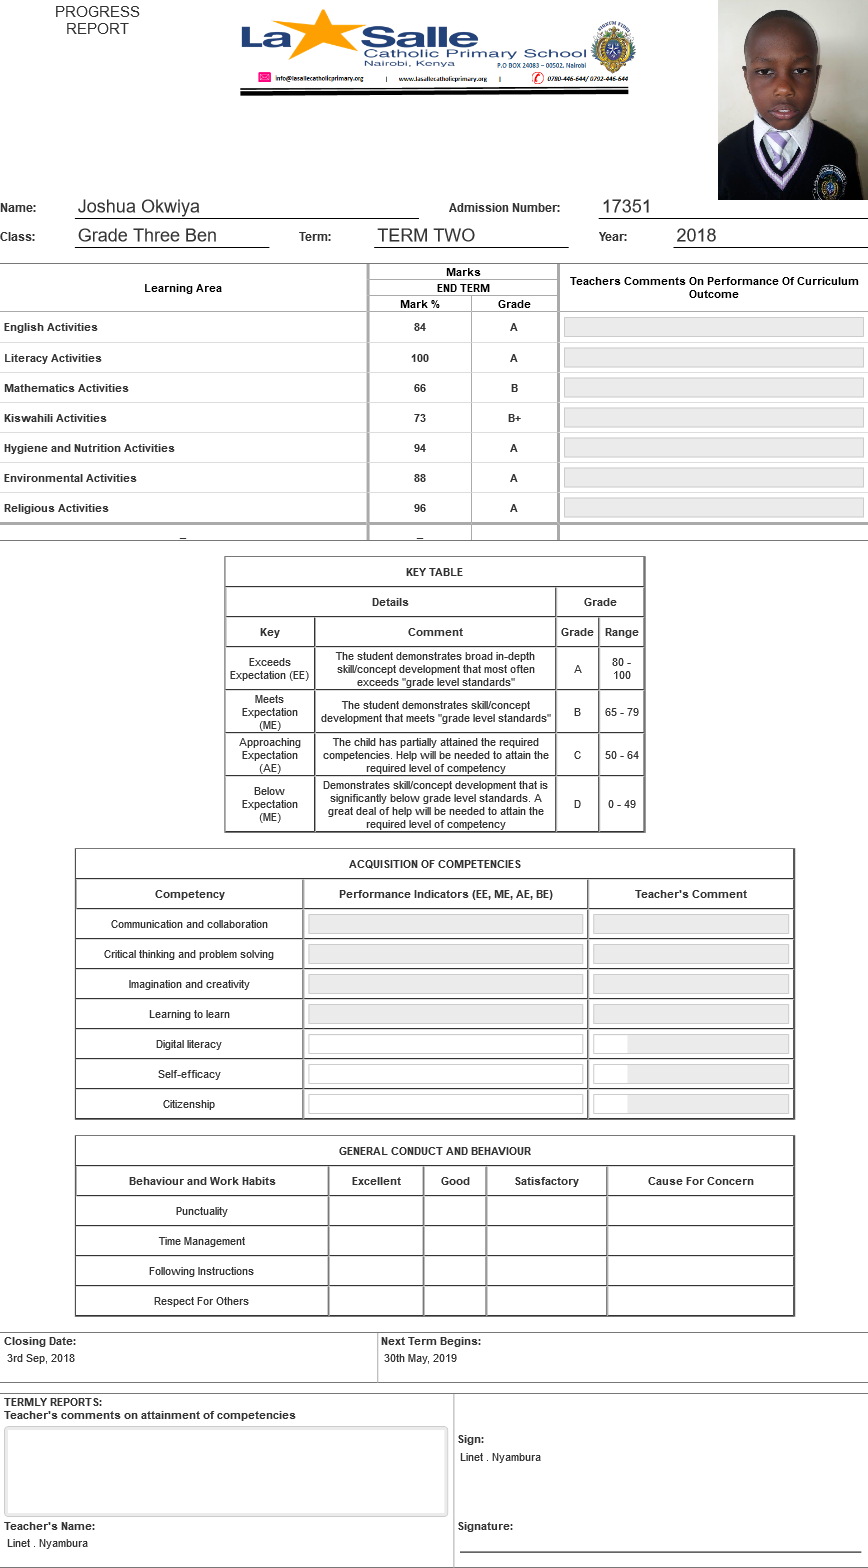 PROGRESS
REPORT
La Salle
Catholic Primary School
Nairobi, Kenya
P.O BOX 24083 – 00502, Nairobi
info@lasallecatholicprimary.org | www.lasallecatholicprimary.org | 0780-446-644/ 0792-446-644
Name: Joshua Okwiya Admission Number: 17351
Class: Grade Three Ben Term: TERM TWO Year: 2018
Learning Area Marks Teachers Comments On Performance Of Curriculum Outcome
END TERM
Mark % Grade
English Activities 84 A
Literacy Activities 100 A
Mathematics Activities 66 B
Kiswahili Activities 73 B+
Hygiene and Nutrition Activities 94 A
Environmental Activities 88 A
Religious Activities 96 A
_ _
KEY TABLE
Details Grade
Key Comment Grade Range
Exceeds Expectation (EE) The student demonstrates broad in-depth skill/concept development that most often exceeds "grade level standards" A 80 - 100
Meets Expectation (ME) The student demonstrates skill/concept development that meets "grade level standards" B 65 - 79
Approaching Expectation (AE) The child has partially attained the required competencies. Help will be needed to attain the required level of competency C 50 - 64
Below Expectation (ME) Demonstrates skill/concept development that is significantly below grade level standards. A great deal of help will be needed to attain the required level of competency D 0 - 49
ACQUISITION OF COMPETENCIES
Competency Performance Indicators (EE, ME, AE, BE) Teacher's Comment
Communication and collaboration
Critical thinking and problem solving
Imagination and creativity
Learning to learn
Digital literacy
Self-efficacy
Citizenship
GENERAL CONDUCT AND BEHAVIOUR
Behaviour and Work Habits Excellent Good Satisfactory Cause For Concern
Punctuality
Time Management
Following Instructions
Respect For Others
Closing Date: Next Term Begins:
3rd Sep, 2018 30th May, 2019
TERMLY REPORTS:
Teacher's comments on attainment of competencies
Sign:
Linet . Nyambura
Teacher's Name: Signature:
Linet . Nyambura